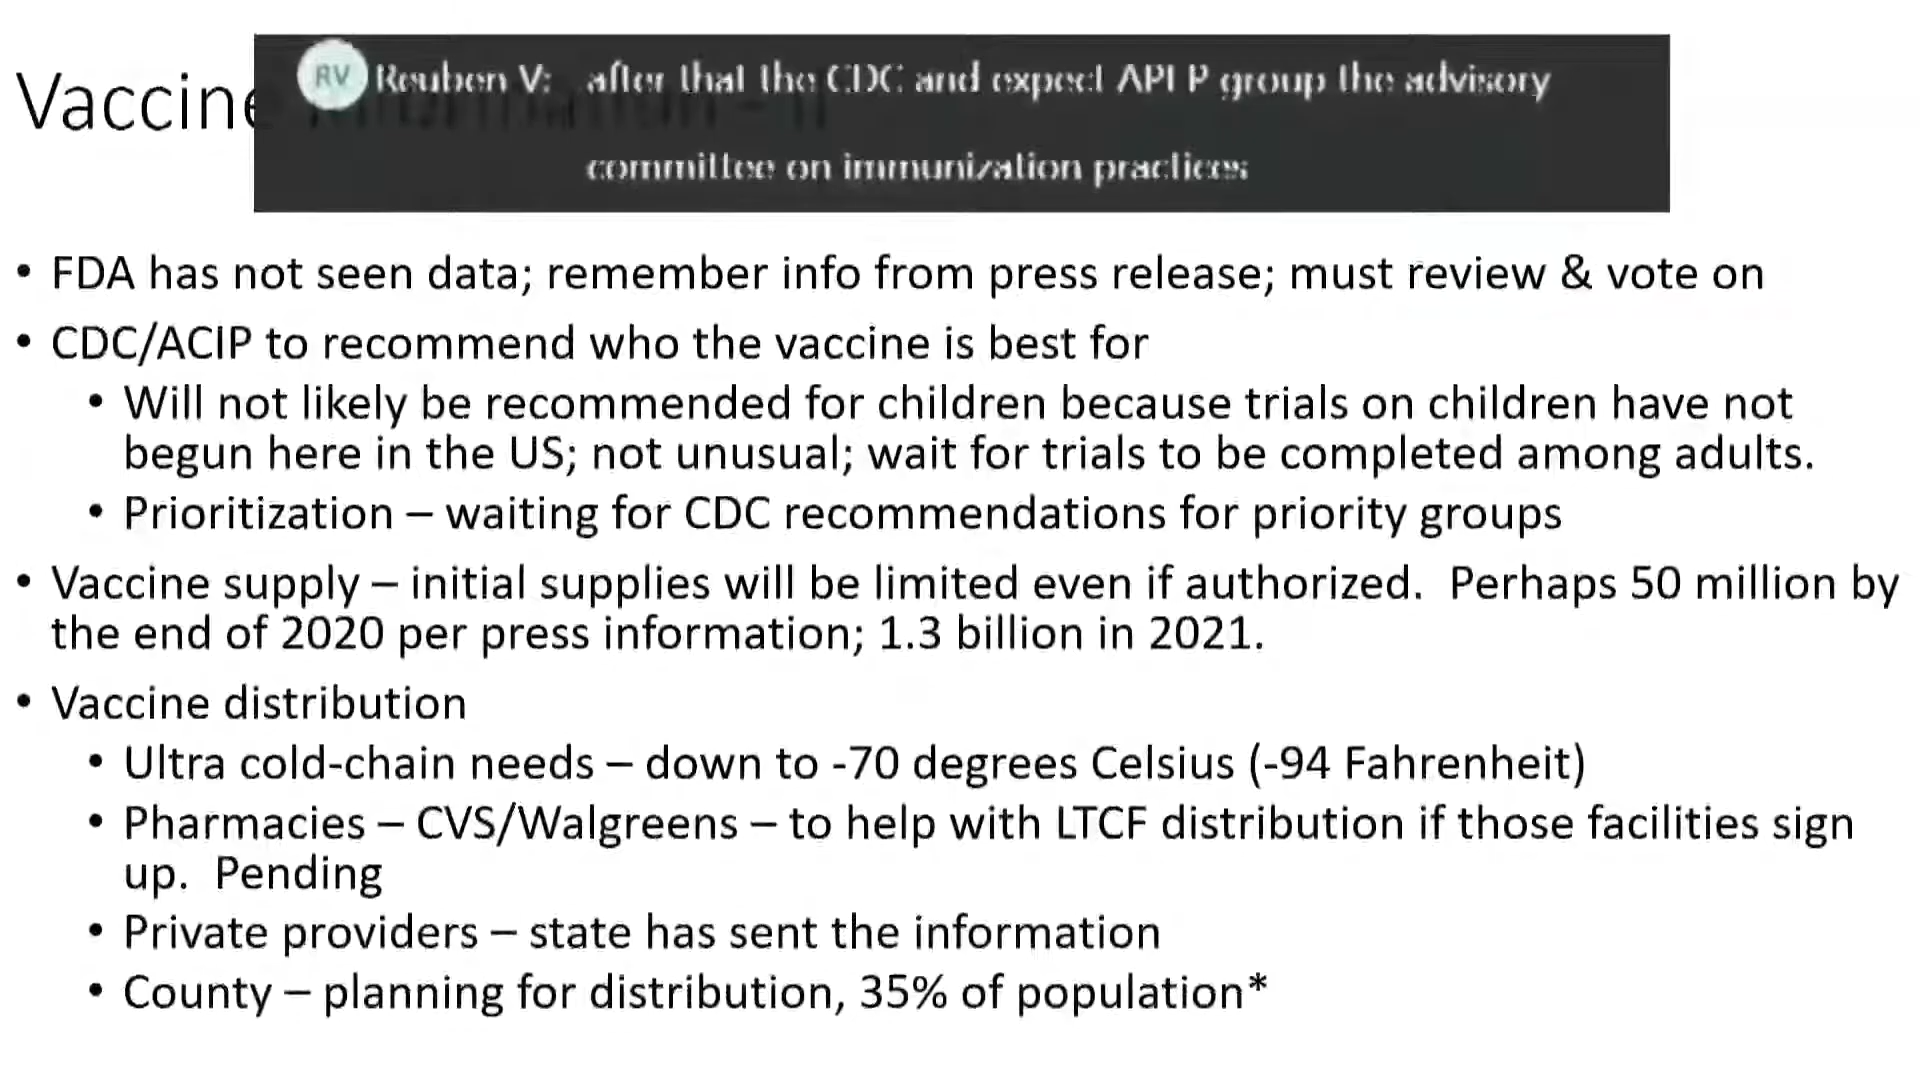 Vaccine
RV Reuben V: after that the CDC and expect API P group the advisory
committee on immunization practices
• FDA has not seen data; remember info from press release; must review & vote on
• CDC/ACIP to recommend who the vaccine is best for
• Will not likely be recommended for children because trials on children have not
begun here in the US; not unusual; wait for trials to be completed among adults.
• Prioritization – waiting for CDC recommendations for priority groups
• Vaccine supply – initial supplies will be limited even if authorized.  Perhaps 50 million by
the end of 2020 per press information; 1.3 billion in 2021.
• Vaccine distribution
• Ultra cold-chain needs – down to -70 degrees Celsius (-94 Fahrenheit)
• Pharmacies – CVS/Walgreens – to help with LTCF distribution if those facilities sign
up.  Pending
• Private providers – state has sent the information
• County – planning for distribution, 35% of population*